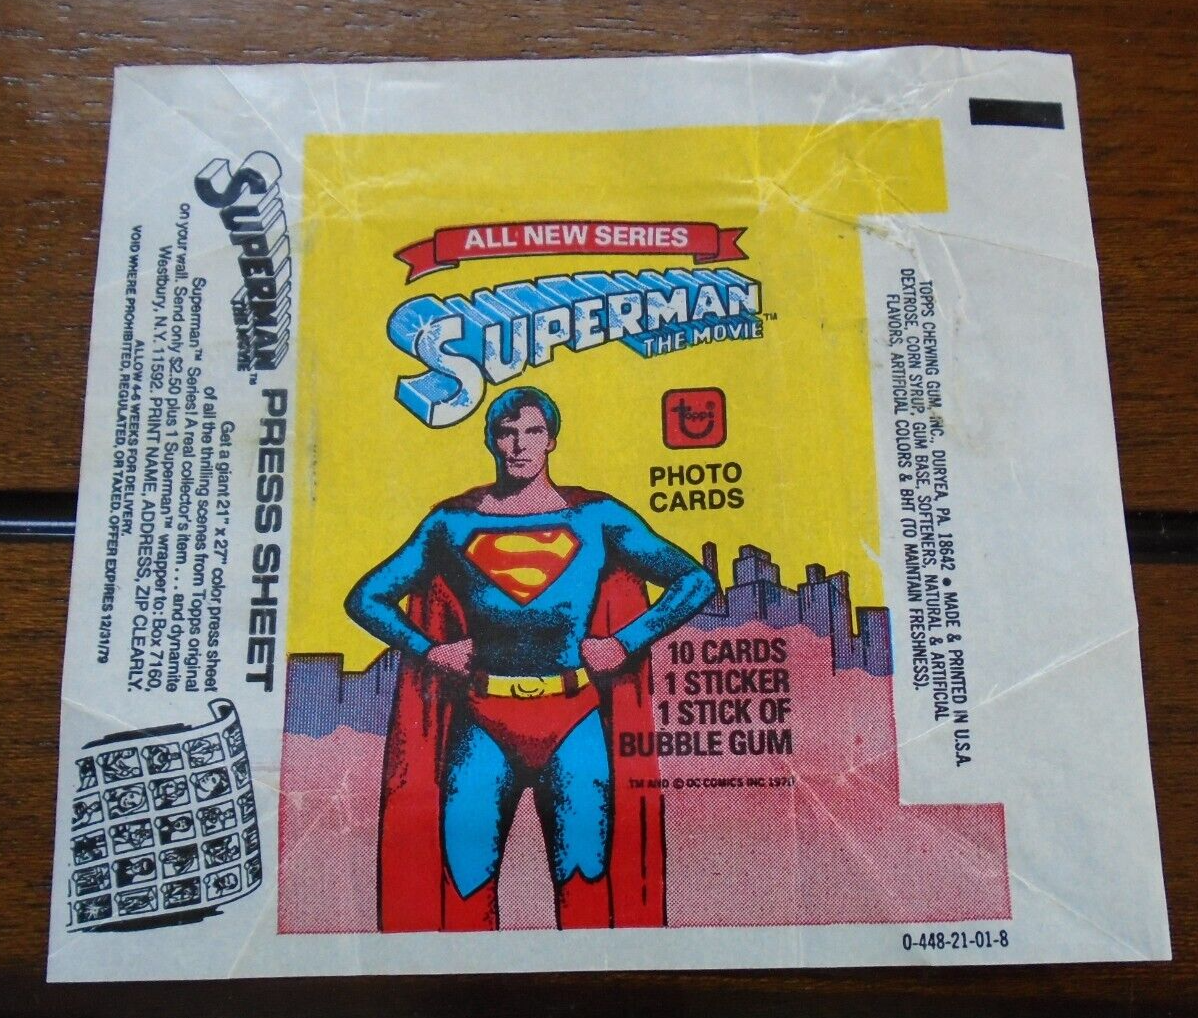 ALL NEW SERIES
SUPERMAN™
THE MOVIE
topps®
PHOTO
CARDS
10 CARDS
1 STICKER
1 STICK OF
BUBBLE GUM
TM AND © DC COMICS INC
0-448-21-01-8
SUPERMAN
THE MOVIE™
PRESS SHEET
Get a giant 21" x 27" color press sheet
of all the thrilling scenes from Topps original
Superman™ Series! A real collector's item . . . and dynamite
on your wall. Send only $2.50 plus 1 Superman™ wrapper to: Box 7160,
Westbury, N.Y. 11592. PRINT NAME, ADDRESS, ZIP CLEARLY.
ALLOW 4-6 WEEKS FOR DELIVERY.
VOID WHERE PROHIBITED, REGULATED, OR TAXED. OFFER EXPIRES 12/31/79
TOPPS CHEWING GUM, INC., DURYEA, PA. 18642 • MADE & PRINTED IN U.S.A.
DEXTROSE, CORN SYRUP, GUM BASE, SOFTENERS, NATURAL & ARTIFICIAL
FLAVORS, ARTIFICIAL COLORS & BHT (TO MAINTAIN FRESHNESS).